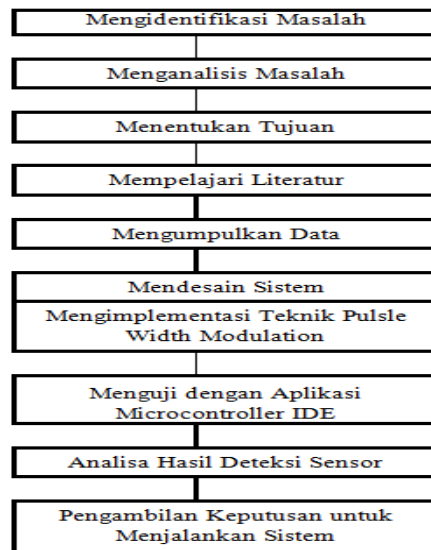 Mengidentifikasi Masalah
Menganalisis Masalah
Menentukan Tujuan
Mempelajari Literatur
Mengumpulkan Data
Mendesain Sistem
Mengimplementasi Teknik Pulsle
Width Modulation
Menguji dengan Aplikasi
Microcontroller IDE
Analisa Hasil Deteksi Sensor
Pengambilan Keputusan untuk
Menjalankan Sistem